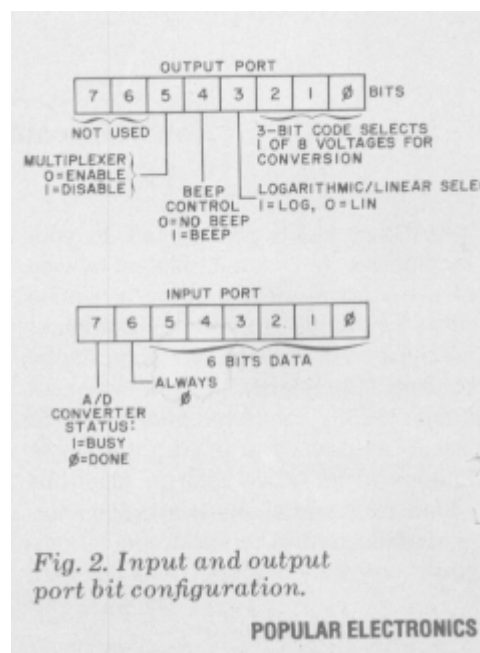 OUTPUT PORT
7 6 5 4 3 2 1 Ø BITS
NOT USED
3-BIT CODE SELECTS
1 OF 8 VOLTAGES FOR
CONVERSION
MULTIPLEXER
0=ENABLE
1=DISABLE
BEEP
CONTROL
0=NO BEEP
1=BEEP
LOGARITHMIC/LINEAR SELE
1=LOG, 0=LIN
INPUT PORT
7 6 5 4 3 2 1 Ø
6 BITS DATA
ALWAYS
Ø
A/D
CONVERTER
STATUS:
1=BUSY
Ø=DONE
Fig. 2. Input and output
port bit configuration.
POPULAR ELECTRONICS